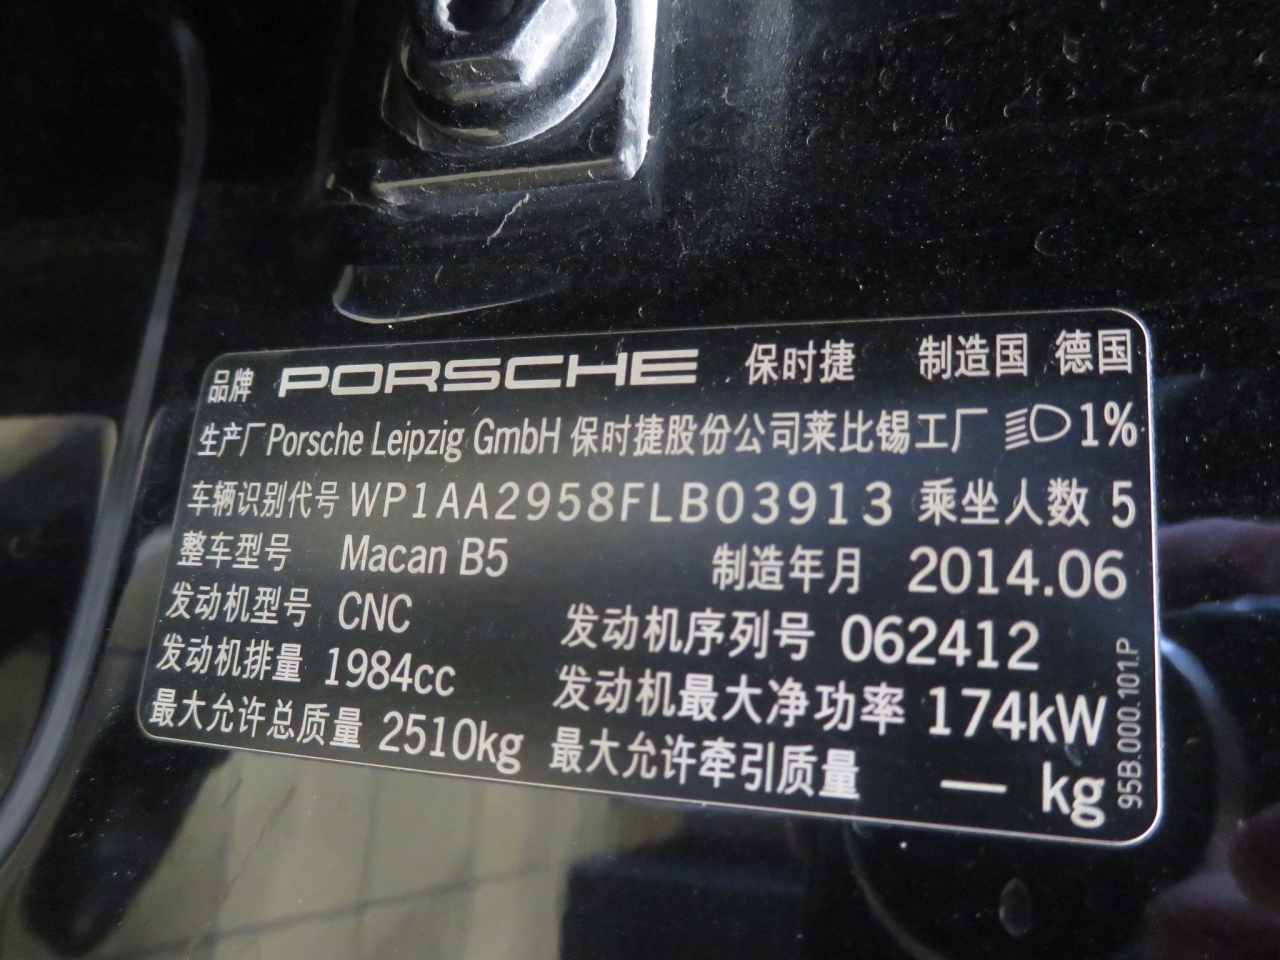 品牌 PORSCHE 保时捷 制造国 德国
生产厂 Porsche Leipzig GmbH 保时捷股份公司莱比锡工厂 1%
车辆识别代号 WP1AA2958FLB03913 乘坐人数 5
整车型号 Macan B5 制造年月 2014.06
发动机型号 CNC 发动机序列号 062412
发动机排量 1984cc 发动机最大净功率 174kW
最大允许总质量 2510kg 最大允许牵引质量 — kg
95B.000.101.P